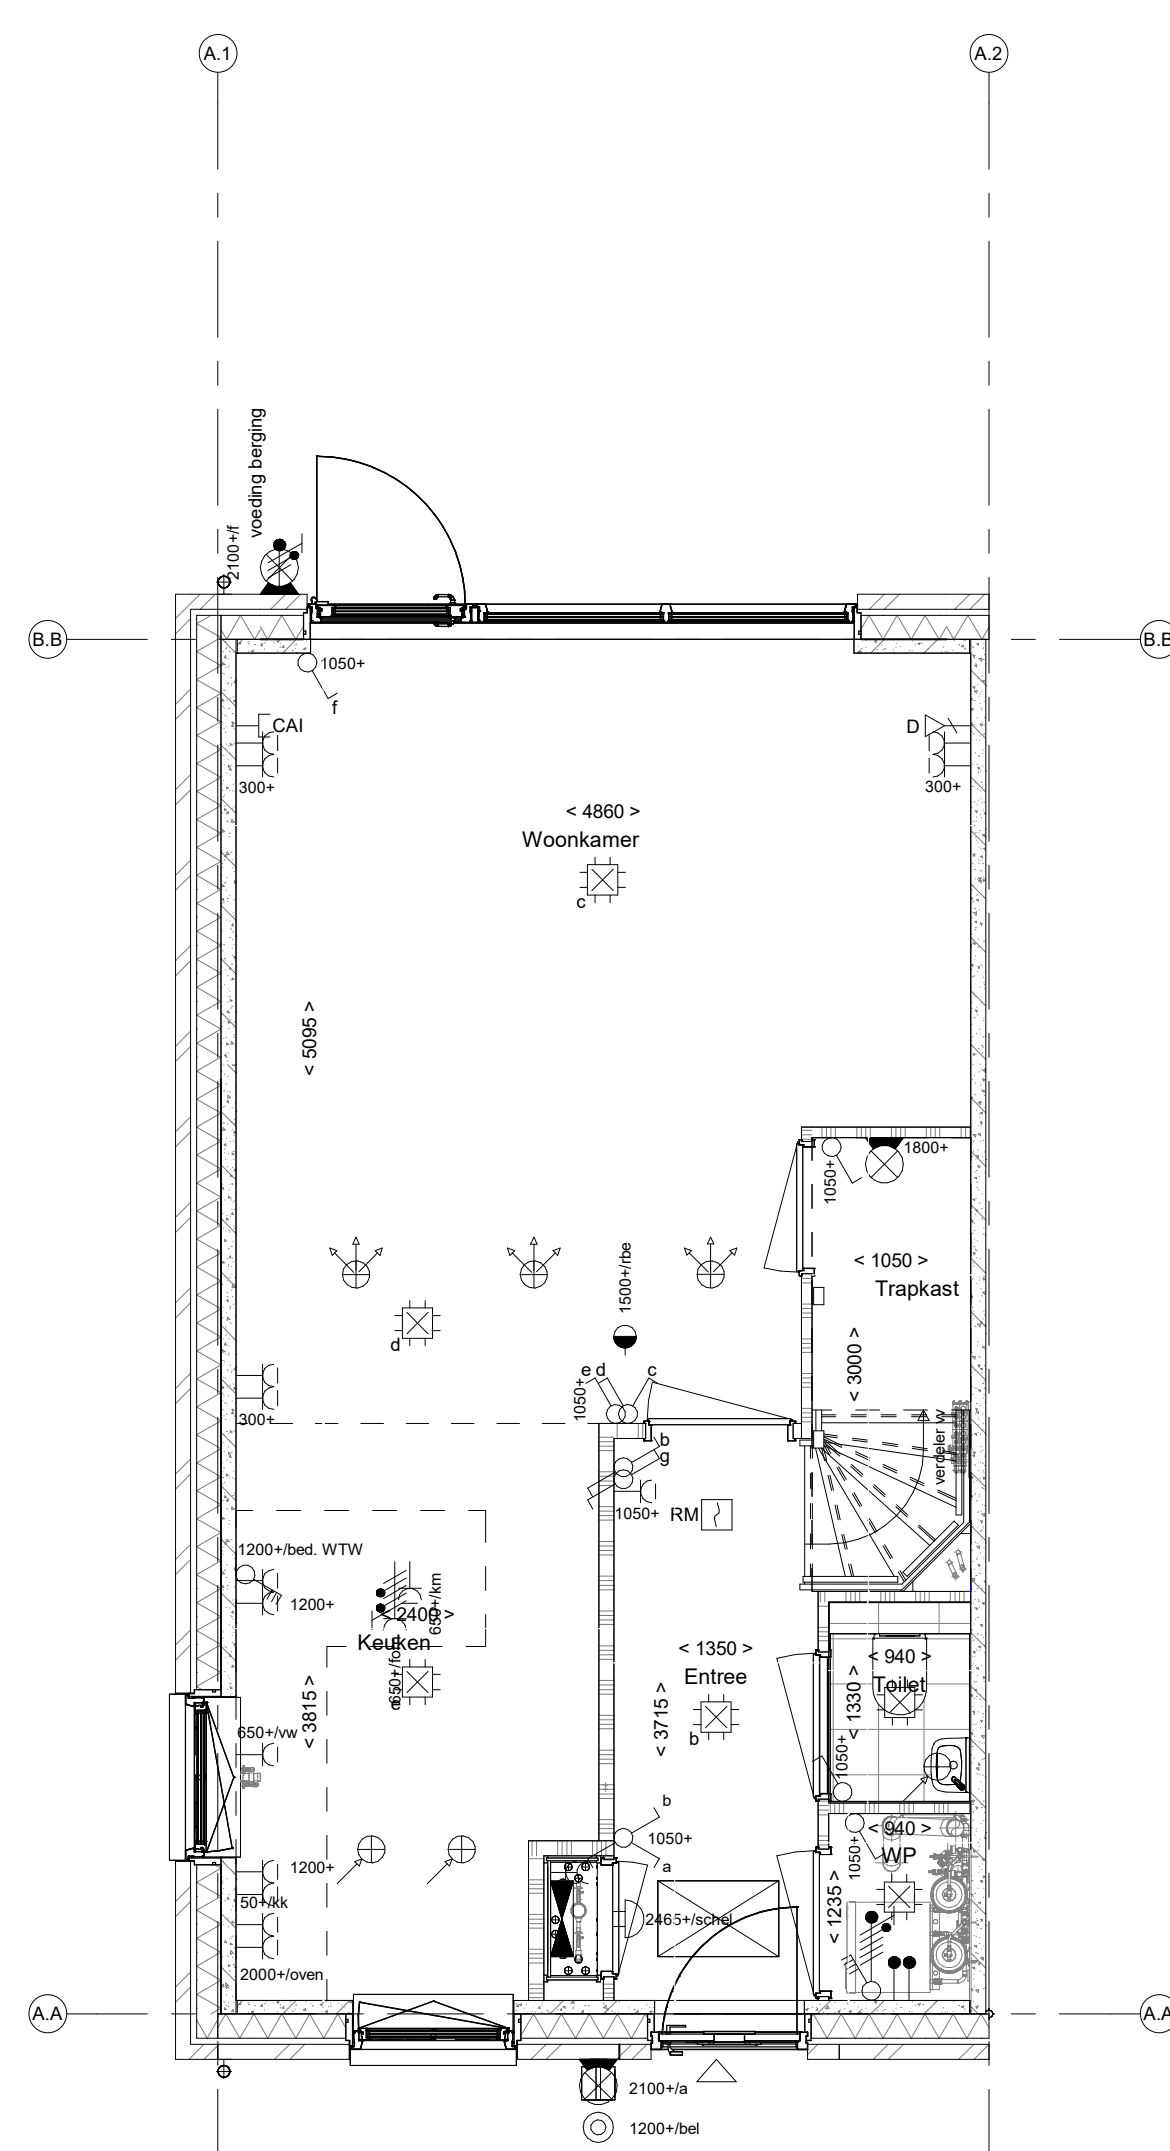 A.1
A.2
voeding berging
2100+/f
B.B
B.B
1050+
f
CAI
D
300+
300+
< 4860 >
Woonkamer
c
< 5095 >
1050+
1800+
< 1050 >
Trapkast
1500+/rbe
d
< 3000 >
e d
c
1050+
300+
verdeler vv
b
g
1050+
RM
1200+/bed. WTW
1200+
650+/km
< 2400 >
Keuken
650+/forn
d
< 1350 >
Entree
< 940 >
Toilet
< 1330 >
< 3815 >
< 3715 >
b
650+/vw
1050+
b
1050+
a
< 940 >
WP
1050+
1200+
50+/kk
< 1235 >
2465+/schel
2000+/oven
A.A
A.A
2100+/a
1200+/bel